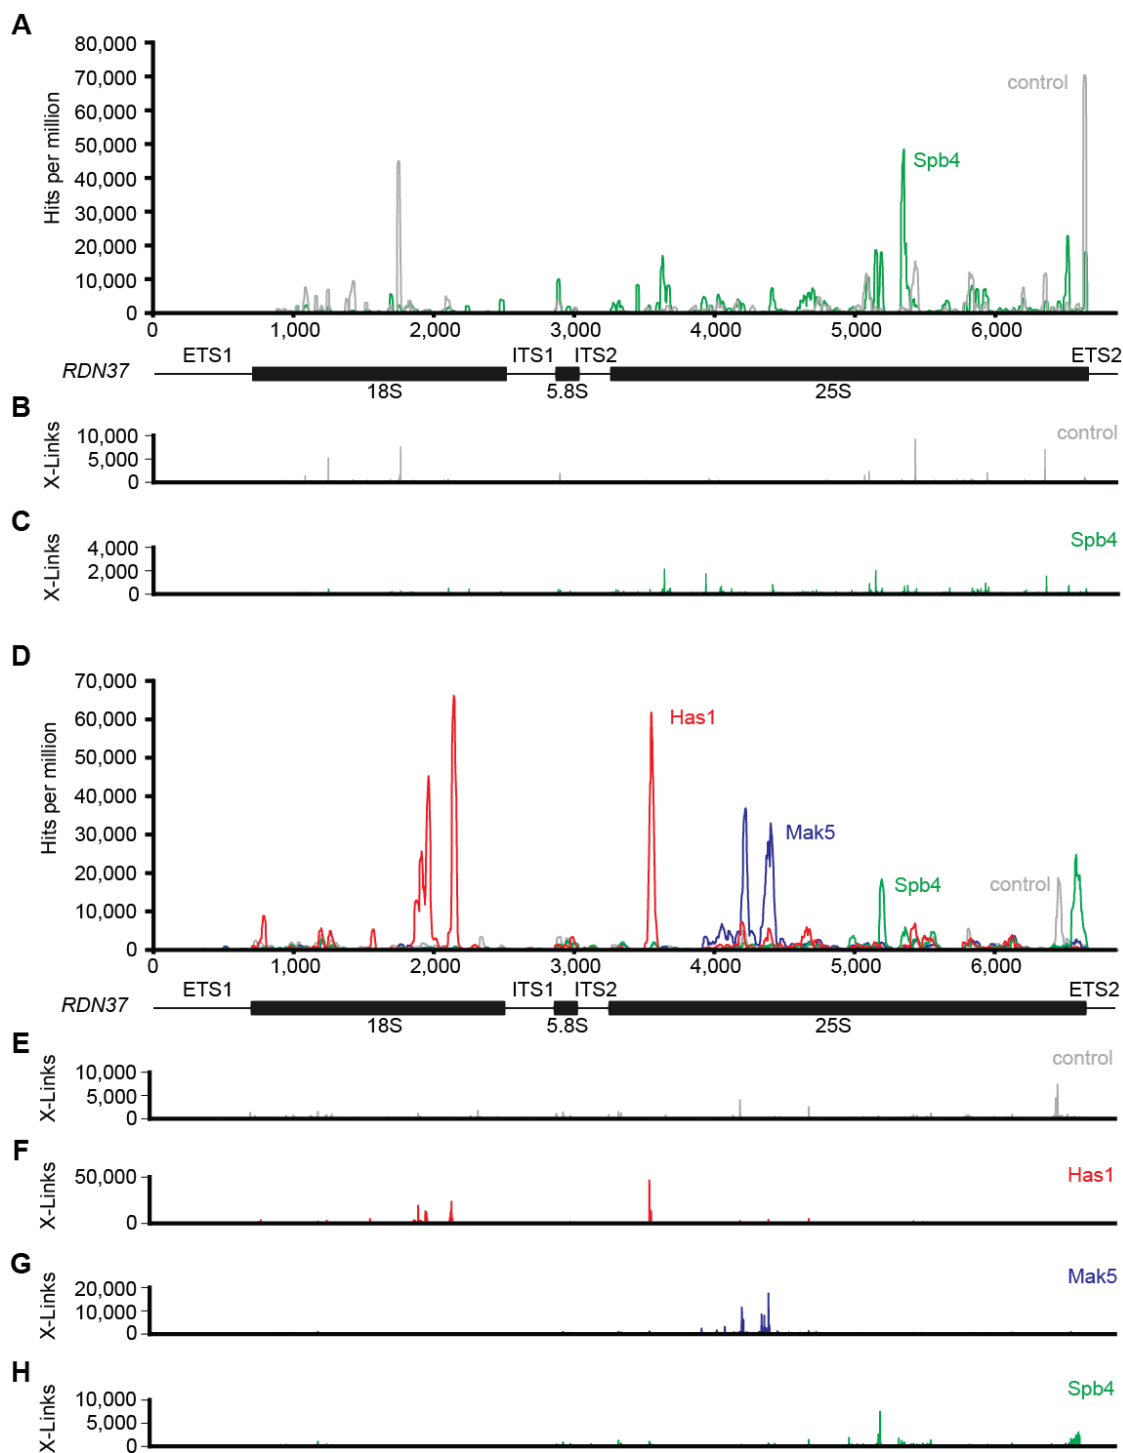 A
80,000
70,000
60,000
50,000
40,000
30,000
20,000
10,000
0
Hits per million
control
Spb4
0 1,000 2,000 3,000 4,000 5,000 6,000
ETS1 ITS1 ITS2 ETS2
RDN37
18S 5.8S 25S
B
X-Links
10,000
5,000
0
control
C
X-Links
4,000
2,000
0
Spb4
D
70,000
60,000
50,000
40,000
30,000
20,000
10,000
0
Hits per million
Has1
Mak5
Spb4
control
0 1,000 2,000 3,000 4,000 5,000 6,000
ETS1 ITS1 ITS2 ETS2
RDN37
18S 5.8S 25S
E
X-Links
10,000
5,000
0
control
F
X-Links
50,000
0
Has1
G
X-Links
20,000
10,000
0
Mak5
H
X-Links
10,000
5,000
0
Spb4